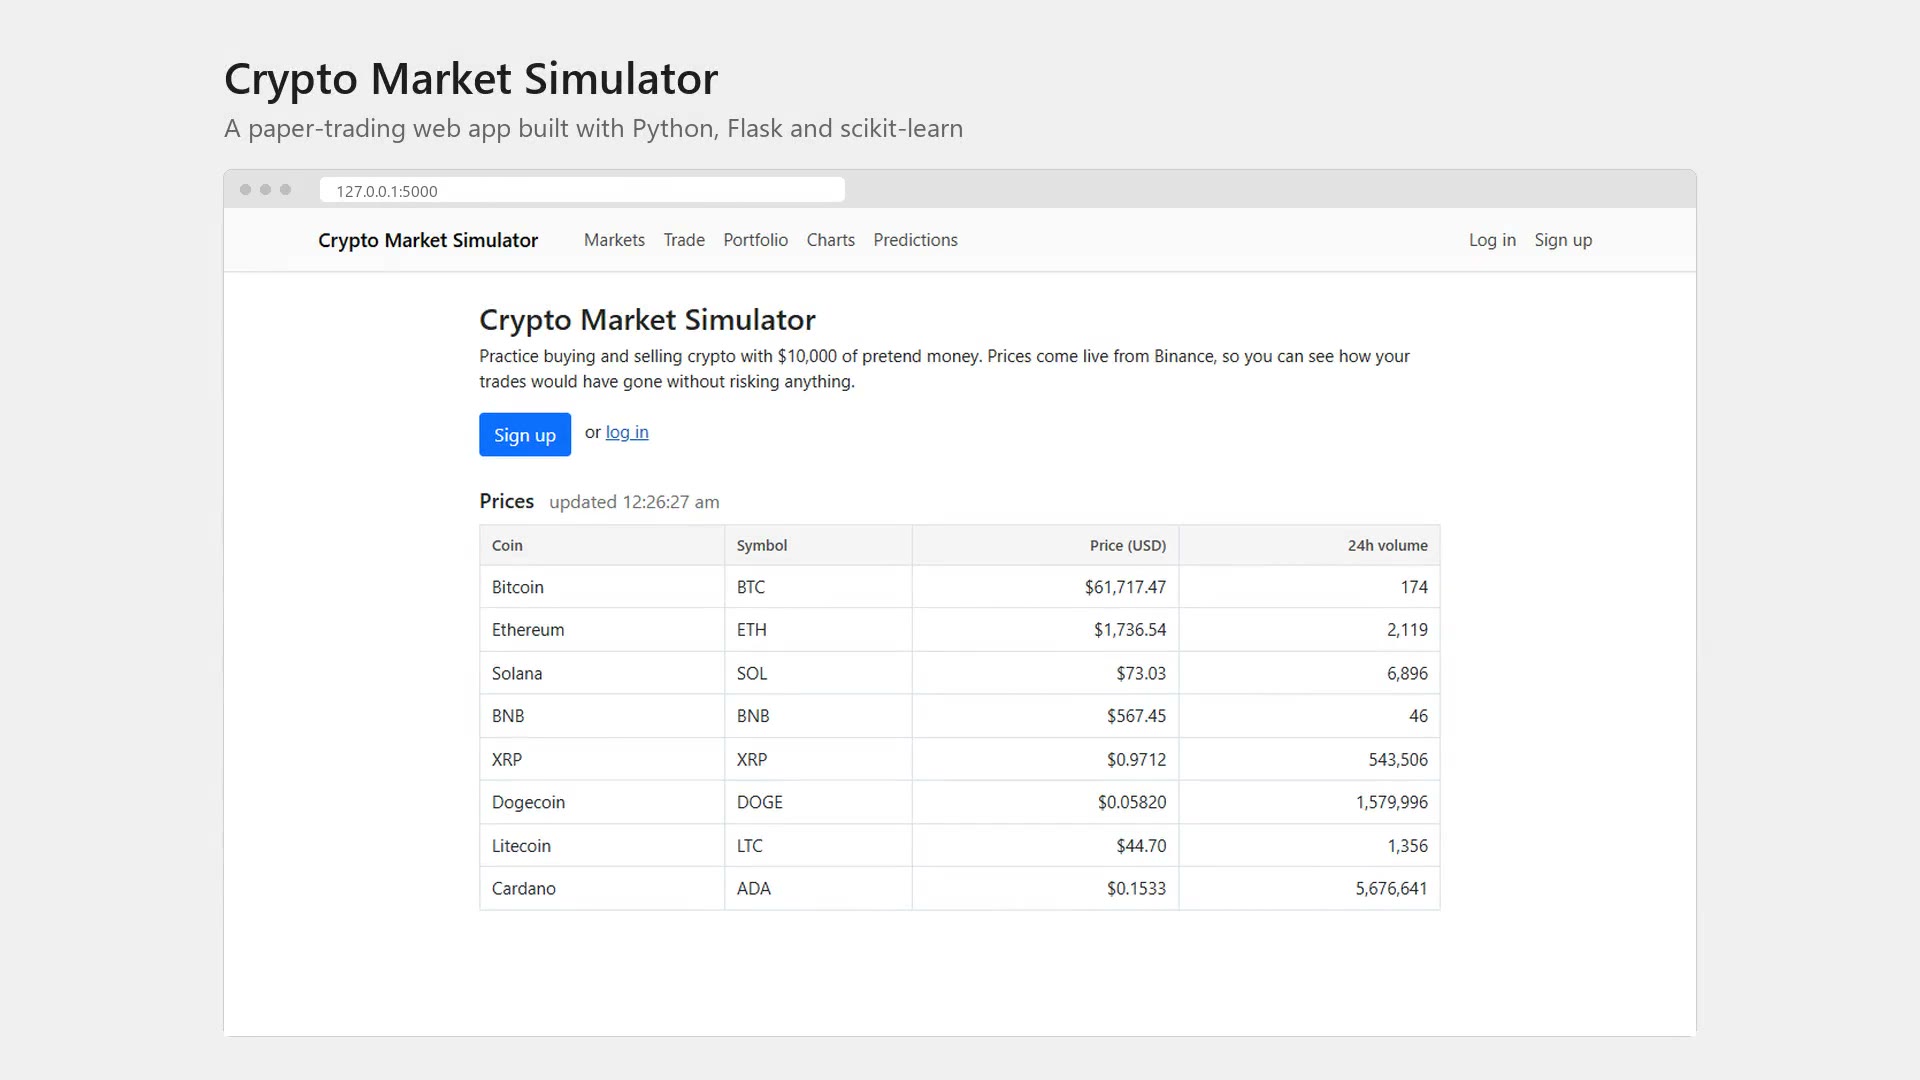 Crypto Market Simulator
A paper-trading web app built with Python, Flask and scikit-learn
127.0.0.1:5000
Crypto Market Simulator Markets Trade Portfolio Charts Predictions Log in Sign up
Crypto Market Simulator
Practice buying and selling crypto with $10,000 of pretend money. Prices come live from Binance, so you can see how your
trades would have gone without risking anything.
Sign up or log in
Prices updated 12:26:27 am
Coin Symbol Price (USD) 24h volume
Bitcoin BTC $61,717.47 174
Ethereum ETH $1,736.54 2,119
Solana SOL $73.03 6,896
BNB BNB $567.45 46
XRP XRP $0.9712 543,506
Dogecoin DOGE $0.05820 1,579,996
Litecoin LTC $44.70 1,356
Cardano ADA $0.1533 5,676,641